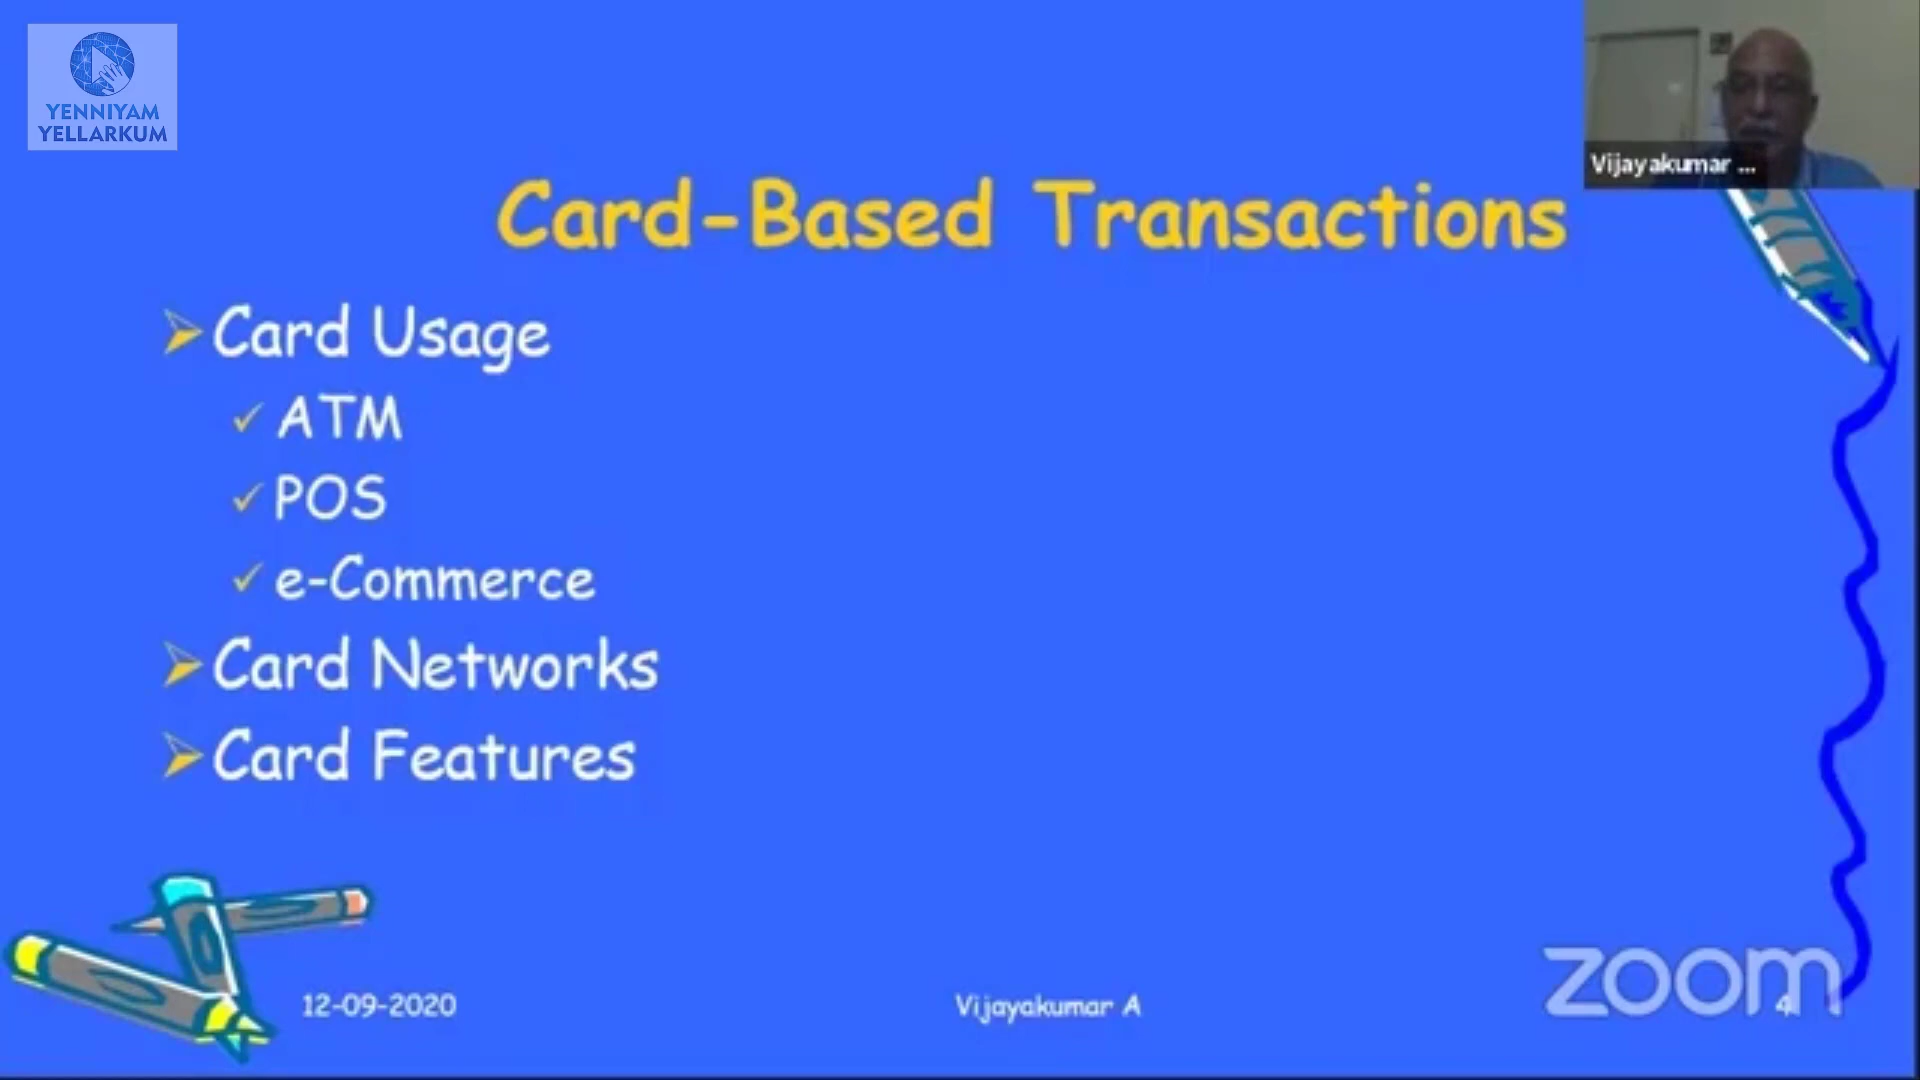 YENNIYAM
YELLARKUM
Vijayakumar ...
Card-Based Transactions
Card Usage
ATM
POS
e-Commerce
Card Networks
Card Features
12-09-2020
Vijayakumar A
zoom
4